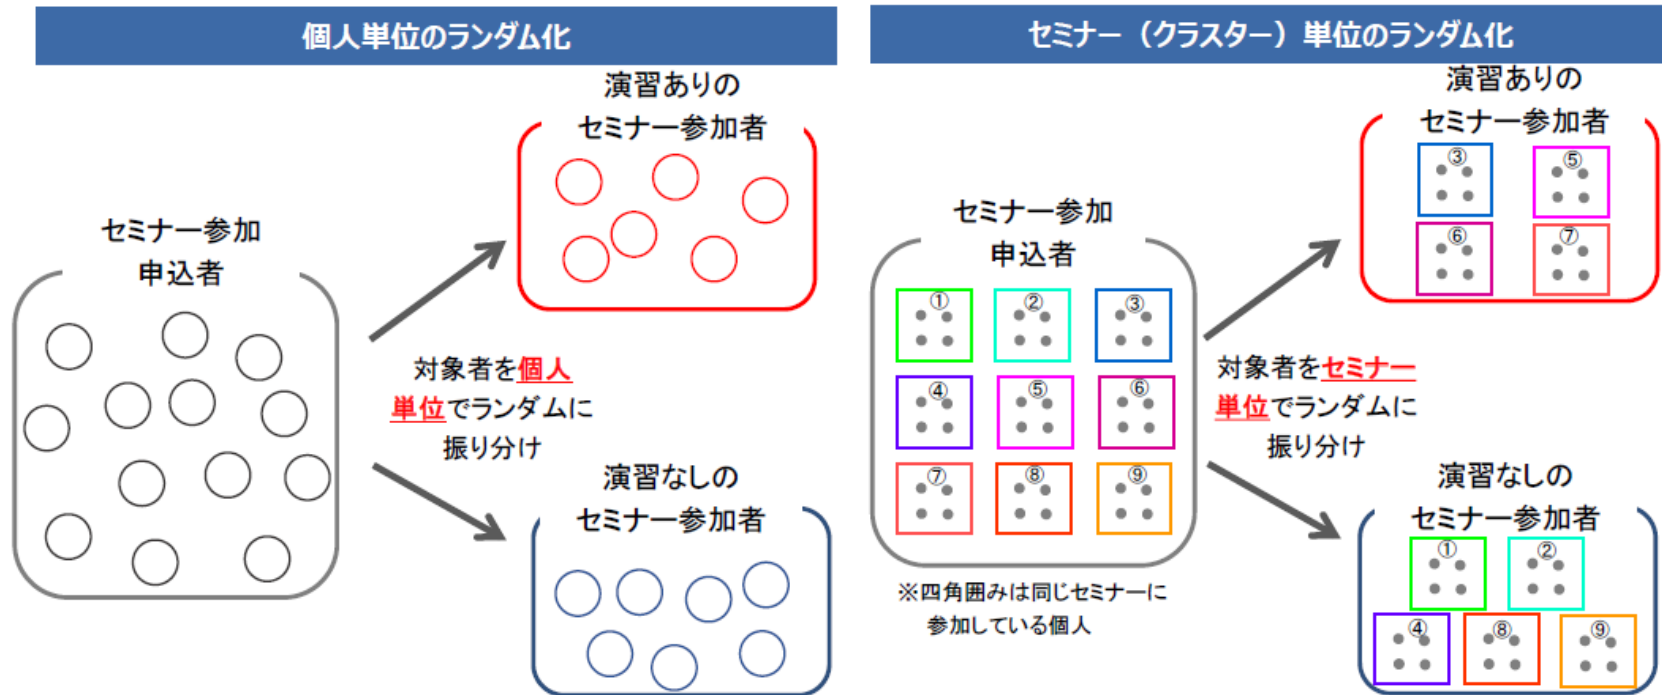 個人単位のランダム化
演習ありの
セミナー参加者
セミナー参加
申込者
対象者を個人
単位でランダムに
振り分け
演習なしの
セミナー参加者
セミナー（クラスター）単位のランダム化
演習ありの
セミナー参加者
③ ⑤
⑥ ⑦
セミナー参加
申込者
① ② ③
④ ⑤ ⑥
⑦ ⑧ ⑨
対象者をセミナー
単位でランダムに
振り分け
※四角囲みは同じセミナーに
参加している個人
演習なしの
セミナー参加者
① ②
④ ⑧ ⑨